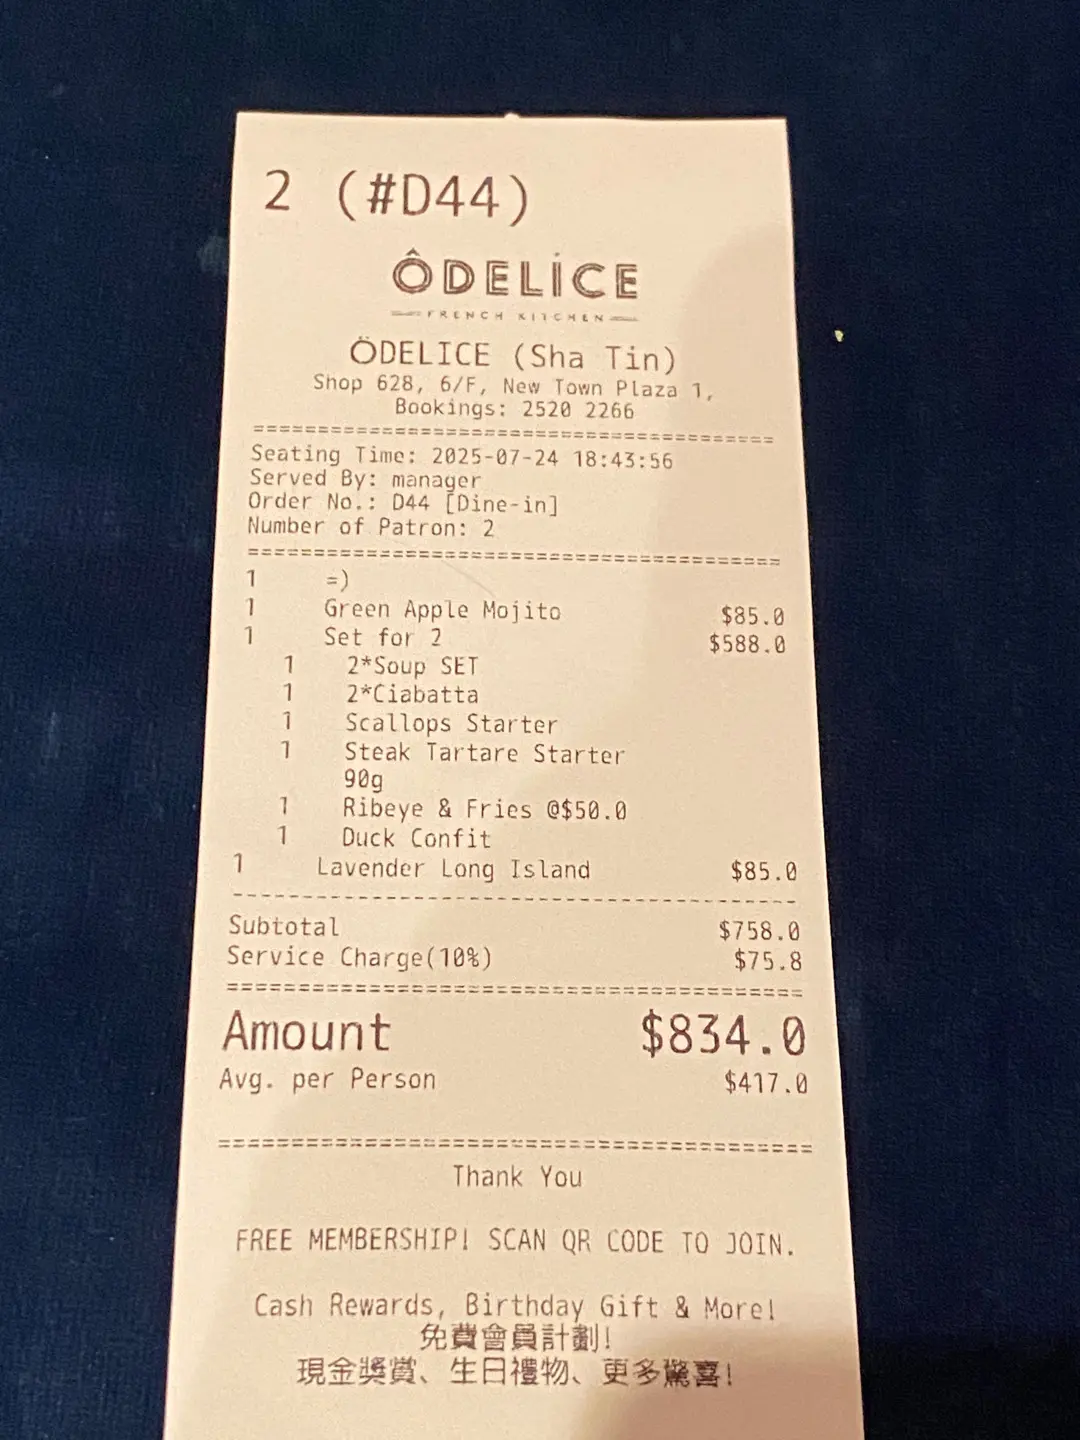 2 (#D44)
ÔDELİCE
FRENCH KITCHEN
ÖDELICE (Sha Tin)
Shop 628, 6/F, New Town Plaza 1,
Bookings: 2520 2266
==========================================
Seating Time: 2025-07-24 18:43:56
Served By: manager
Order No.: D44 [Dine-in]
Number of Patron: 2
==========================================
1 =)
1 Green Apple Mojito $85.0
1 Set for 2 $588.0
1 2*Soup SET
1 2*Ciabatta
1 Scallops Starter
1 Steak Tartare Starter
90g
1 Ribeye & Fries @$50.0
1 Duck Confit
1 Lavender Long Island $85.0
------------------------------------------
Subtotal $758.0
Service Charge(10%) $75.8
==========================================
Amount $834.0
Avg. per Person $417.0
==========================================
Thank You
FREE MEMBERSHIP! SCAN QR CODE TO JOIN.
Cash Rewards, Birthday Gift & More!
免費會員計劃!
現金獎賞、生日禮物、更多驚喜!